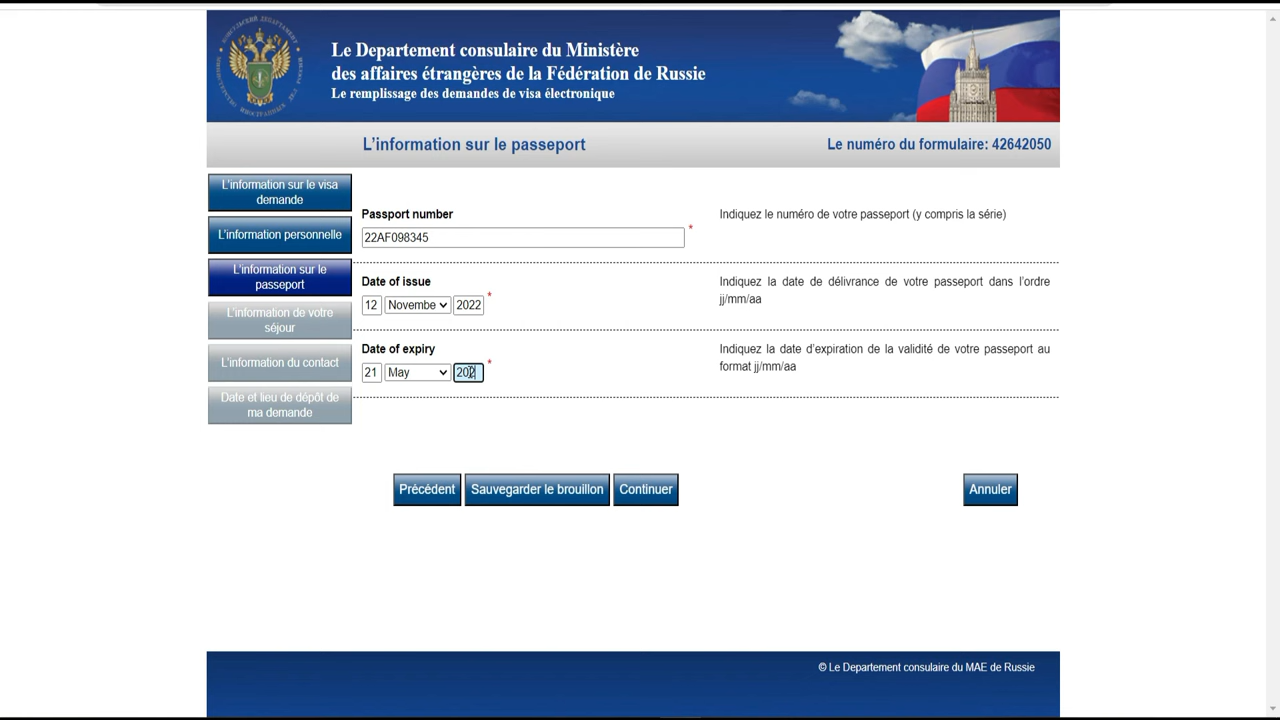 Le Departement consulaire du Ministère
des affaires étrangères de la Fédération de Russie
Le remplissage des demandes de visa électronique
L'information sur le passeport
Le numéro du formulaire: 42642050
L'information sur le visa
demande
L'information personnelle
L'information sur le
passeport
L'information de votre
séjour
L'information du contact
Date et lieu de dépôt de
ma demande
Passport number
22AF098345
*
Indiquez le numéro de votre passeport (y compris la série)
Date of issue
12 Novembe 2022
*
Indiquez la date de délivrance de votre passeport dans l'ordre
jj/mm/aa
Date of expiry
21 May 202
*
Indiquez la date d'expiration de la validité de votre passeport au
format jj/mm/aa
Précédent
Sauvegarder le brouillon
Continuer
Annuler
© Le Departement consulaire du MAE de Russie